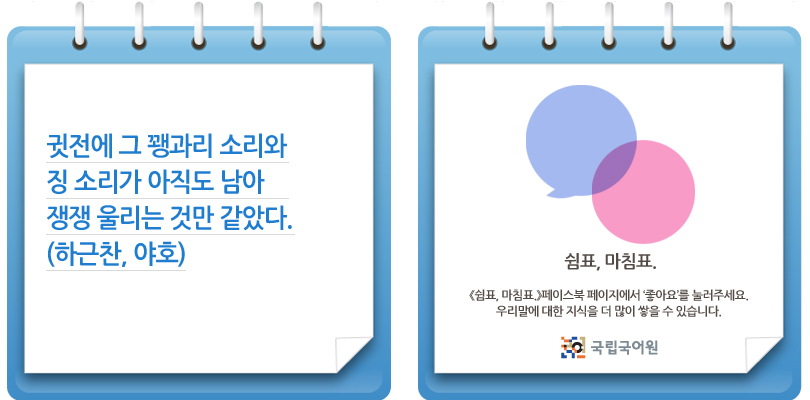 귓전에 그 꽹과리 소리와
징 소리가 아직도 남아
쟁쟁 울리는 것만 같았다.
(하근찬, 야호)
쉼표, 마침표.
《쉼표, 마침표.》페이스북 페이지에서 '좋아요'를 눌러주세요.
우리말에 대한 지식을 더 많이 쌓을 수 있습니다.
국립국어원